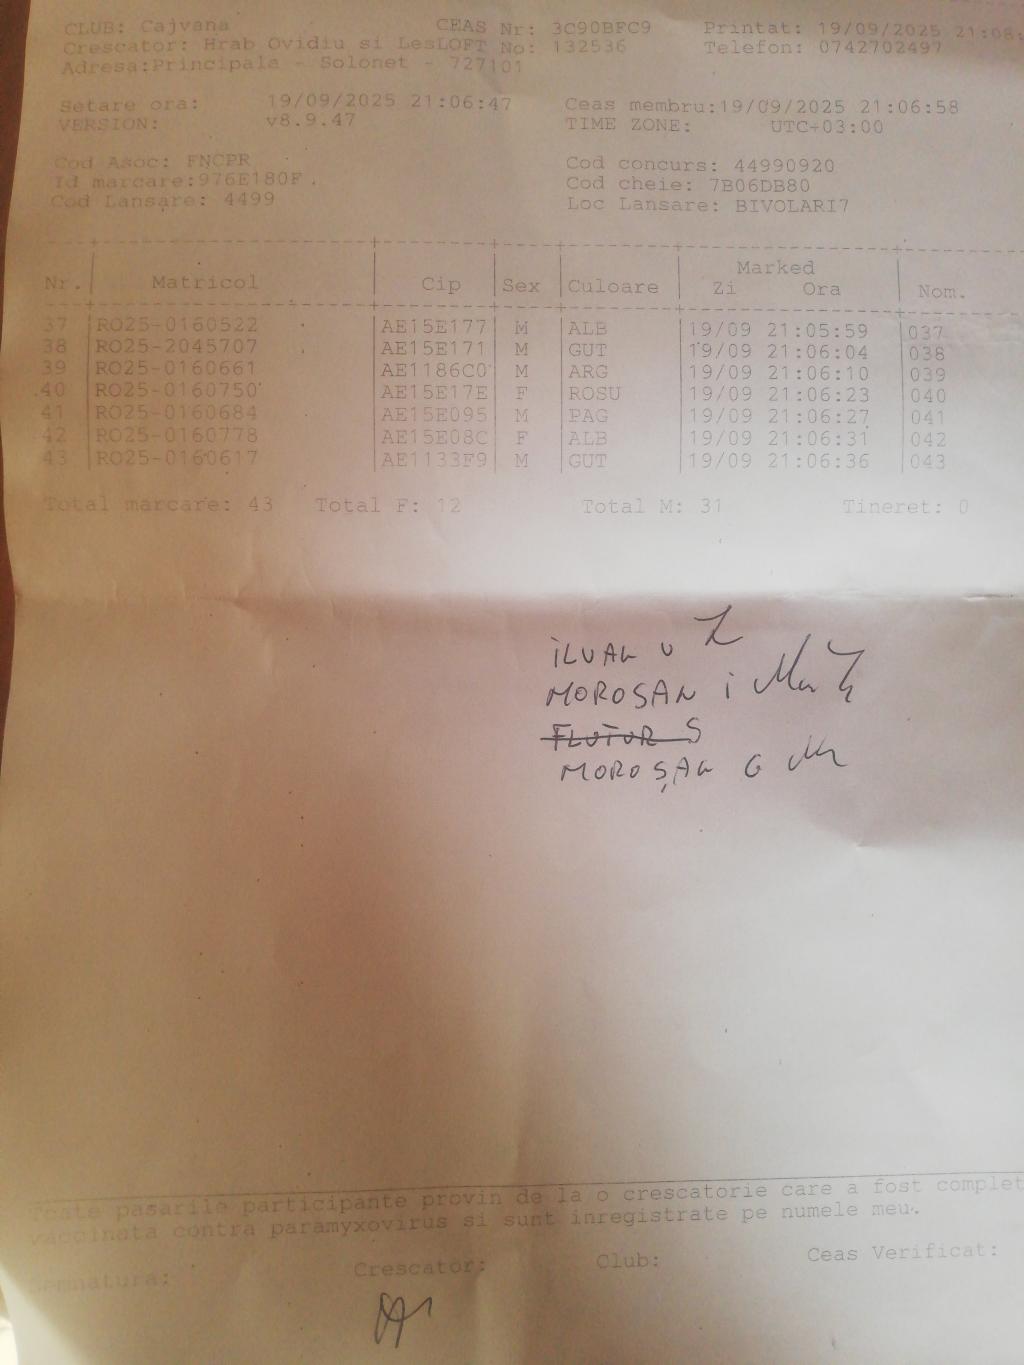 CLUB: Cajvana CEAS Nr: 3C90BFC9 Printat: 19/09/2025 21:08:
Crescator: Hrab Ovidiu si LesLOFT No: 132536 Telefon: 0742702497
Adresa:Principala - Solonet - 727101
Setare ora: 19/09/2025 21:06:47 Ceas membru:19/09/2025 21:06:58
VERSION: v8.9.47 TIME ZONE: UTC+03:00
Cod Asoc: FNCPR Cod concurs: 44990920
Id marcare:976E180F Cod cheie: 7B06DB80
Cod Lansare: 4499 Loc Lansare: BIVOLARI7
Marked
Nr. Matricol Cip Sex Culoare Zi Ora Nom.
37 RO25-0160522 AE15E177 M ALB 19/09 21:05:59 037
38 RO25-2045707 AE15E171 M GUT 19/09 21:06:04 038
39 RO25-0160661 AE1186C0 M ARG 19/09 21:06:10 039
40 RO25-0160750 AE15E17E F ROSU 19/09 21:06:23 040
41 RO25-0160684 AE15E095 M PAG 19/09 21:06:27 041
42 RO25-0160778 AE15E08C F ALB 19/09 21:06:31 042
43 RO25-0160617 AE1133F9 M GUT 19/09 21:06:36 043
Total marcare: 43 Total F: 12 Total M: 31 Tineret: 0
MOROSAN i
FLUTUR S
MOROȘAN G
Toate pasarile participante provin de la o crescatorie care a fost complet
vaccinata contra paramyxovirus si sunt inregistrate pe numele meu.
Semnatura: Crescator: Club: Ceas Verificat: